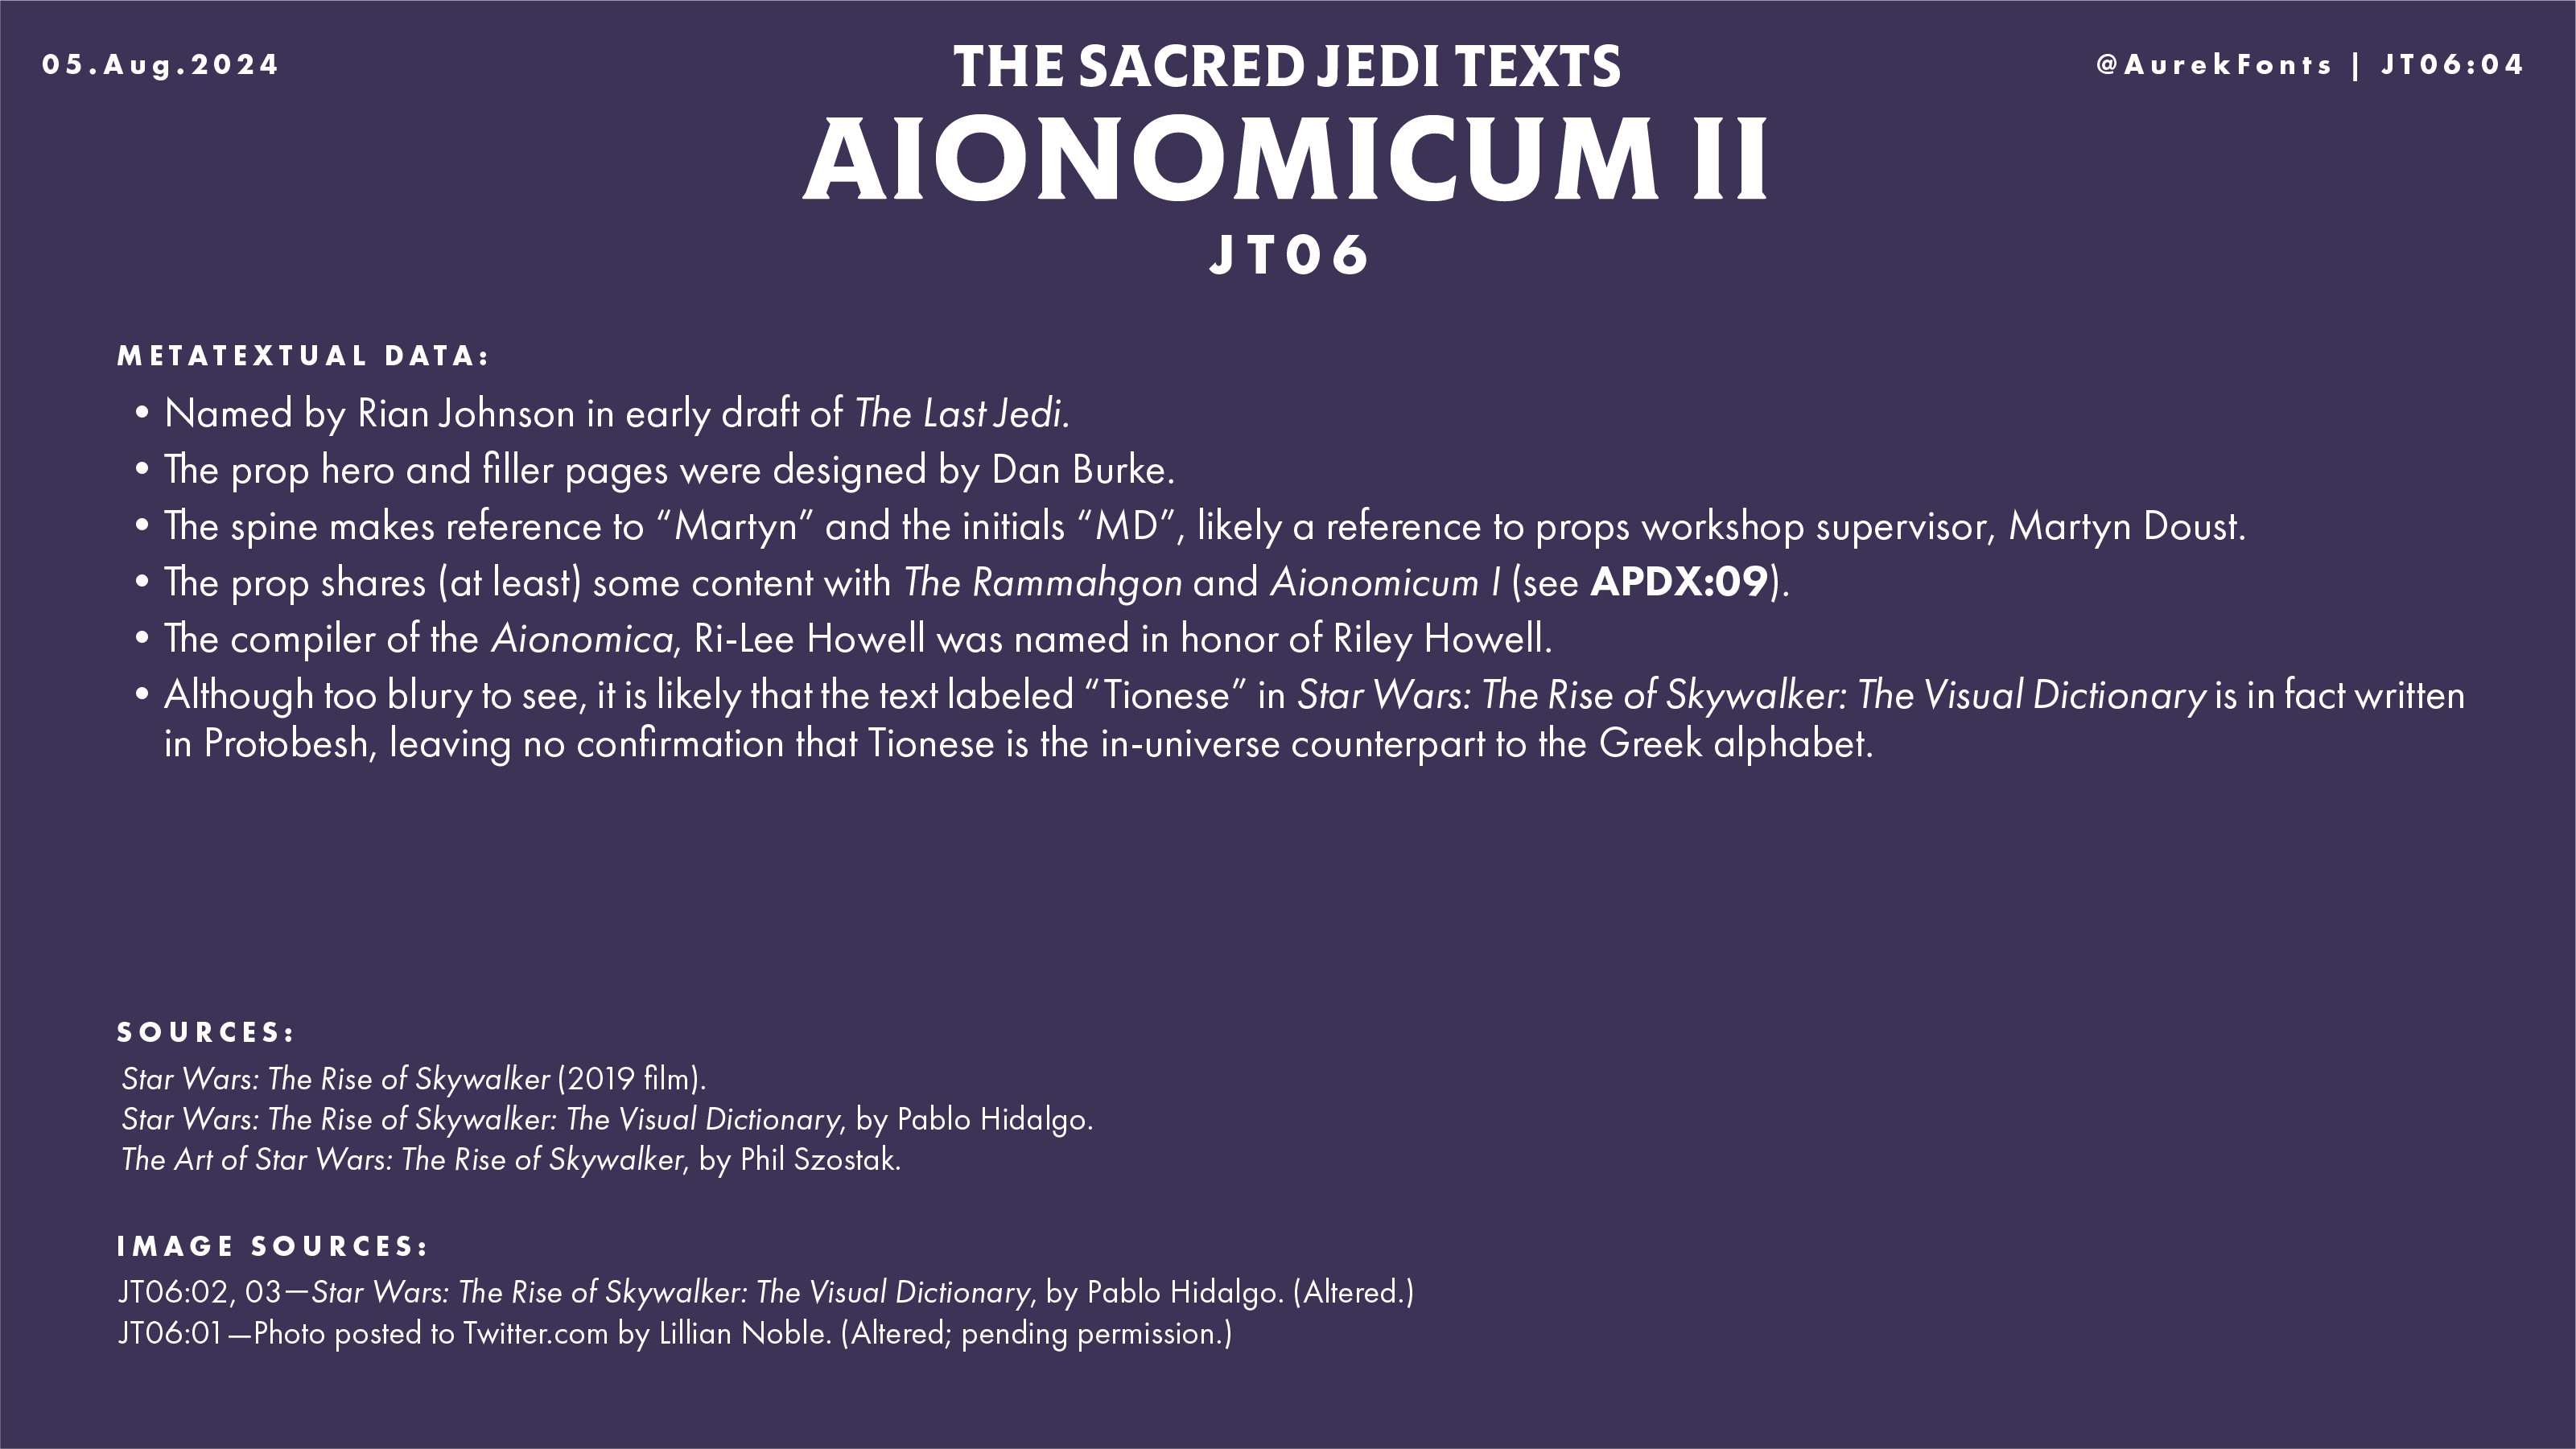 05.Aug.2024
THE SACRED JEDI TEXTS
@AurekFonts | JT06:04
AIONOMICUM II
JT06
METATEXTUAL DATA:
• Named by Rian Johnson in early draft of The Last Jedi.
• The prop hero and filler pages were designed by Dan Burke.
• The spine makes reference to “Martyn” and the initials “MD”, likely a reference to props workshop supervisor, Martyn Doust.
• The prop shares (at least) some content with The Rammahgon and Aionomicum I (see APDX:09).
• The compiler of the Aionomica, Ri-Lee Howell was named in honor of Riley Howell.
• Although too blury to see, it is likely that the text labeled “Tionese” in Star Wars: The Rise of Skywalker: The Visual Dictionary is in fact written
in Protobesh, leaving no confirmation that Tionese is the in-universe counterpart to the Greek alphabet.
SOURCES:
Star Wars: The Rise of Skywalker (2019 film).
Star Wars: The Rise of Skywalker: The Visual Dictionary, by Pablo Hidalgo.
The Art of Star Wars: The Rise of Skywalker, by Phil Szostak.
IMAGE SOURCES:
JT06:02, 03—Star Wars: The Rise of Skywalker: The Visual Dictionary, by Pablo Hidalgo. (Altered.)
JT06:01—Photo posted to Twitter.com by Lillian Noble. (Altered; pending permission.)